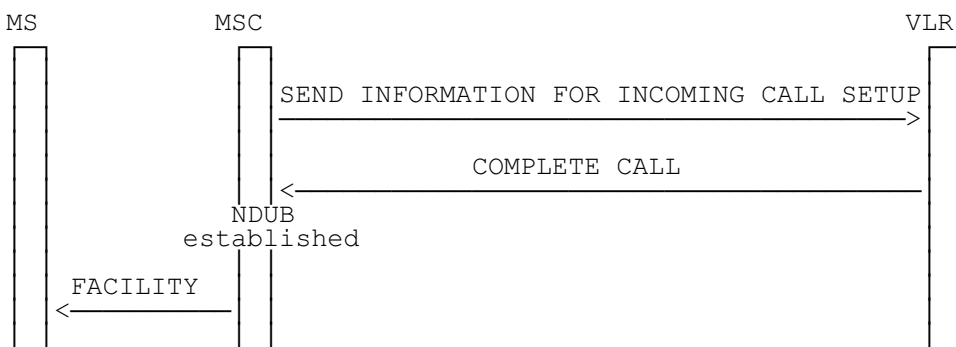 MS MSC VLR
SEND INFORMATION FOR INCOMING CALL SETUP
COMPLETE CALL
NDUB
established
FACILITY